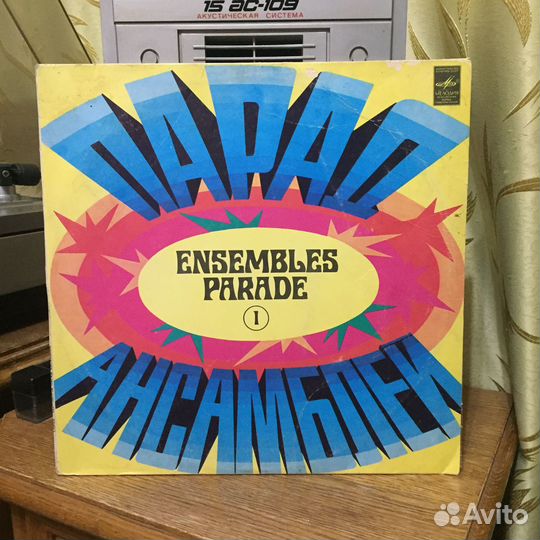 15 АС-109
АКУСТИЧЕСКАЯ СИСТЕМА
ПАРАД
ENSEMBLES
PARADE
1
АНСАМБЛЕЙ
МЕЛОДИЯ
Avito